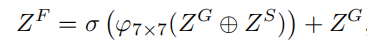 Z^F = σ (φ_{7×7}(Z^G ⊕ Z^S)) + Z^G,